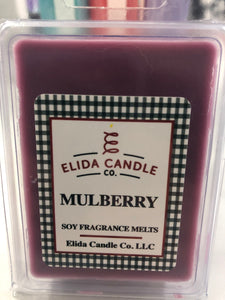 ELIDA CANDLE
CO.
MULBERRY
SOY FRAGRANCE MELTS
Elida Candle Co. LLC